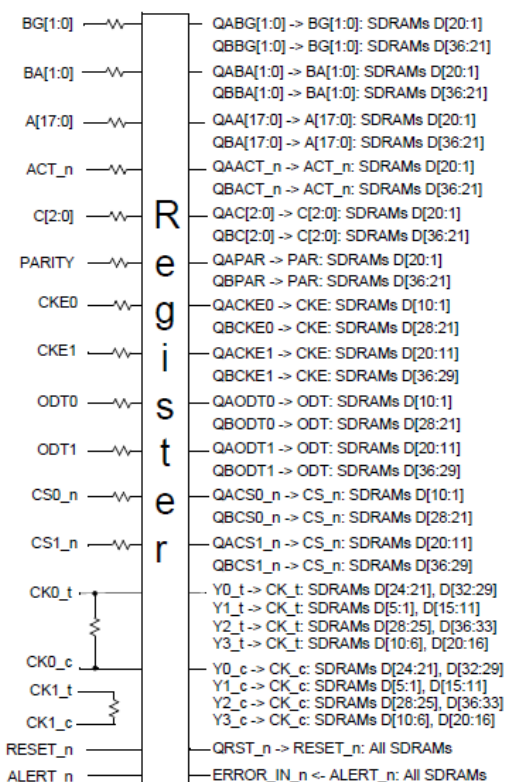 BG[1:0]
QABG[1:0] -> BG[1:0]: SDRAMs D[20:1]
QBBG[1:0] -> BG[1:0]: SDRAMs D[36:21]
BA[1:0]
QABA[1:0] -> BA[1:0]: SDRAMs D[20:1]
QBBA[1:0] -> BA[1:0]: SDRAMs D[36:21]
A[17:0]
QAA[17:0] -> A[17:0]: SDRAMs D[20:1]
QBA[17:0] -> A[17:0]: SDRAMs D[36:21]
ACT_n
QAACT_n -> ACT_n: SDRAMs D[20:1]
QBACT_n -> ACT_n: SDRAMs D[36:21]
C[2:0]
QAC[2:0] -> C[2:0]: SDRAMs D[20:1]
QBC[2:0] -> C[2:0]: SDRAMs D[36:21]
PARITY
QAPAR -> PAR: SDRAMs D[20:1]
QBPAR -> PAR: SDRAMs D[36:21]
CKE0
QACKE0 -> CKE: SDRAMs D[10:1]
QBCKE0 -> CKE: SDRAMs D[28:21]
CKE1
QACKE1 -> CKE: SDRAMs D[20:11]
QBCKE1 -> CKE: SDRAMs D[36:29]
ODT0
QAODT0 -> ODT: SDRAMs D[10:1]
QBODT0 -> ODT: SDRAMs D[28:21]
ODT1
QAODT1 -> ODT: SDRAMs D[20:11]
QBODT1 -> ODT: SDRAMs D[36:29]
CS0_n
QACS0_n -> CS_n: SDRAMs D[10:1]
QBCS0_n -> CS_n: SDRAMs D[28:21]
CS1_n
QACS1_n -> CS_n: SDRAMs D[20:11]
QBCS1_n -> CS_n: SDRAMs D[36:29]
CK0_t
Y0_t -> CK_t: SDRAMs D[24:21], D[32:29]
Y1_t -> CK_t: SDRAMs D[5:1], D[15:11]
Y2_t -> CK_t: SDRAMs D[28:25], D[36:33]
Y3_t -> CK_t: SDRAMs D[10:6], D[20:16]
CK0_c
Y0_c -> CK_c: SDRAMs D[24:21], D[32:29]
Y1_c -> CK_c: SDRAMs D[5:1], D[15:11]
Y2_c -> CK_c: SDRAMs D[28:25], D[36:33]
Y3_c -> CK_c: SDRAMs D[10:6], D[20:16]
CK1_t
CK1_c
RESET_n
QRST_n -> RESET_n: All SDRAMs
ALERT_n
ERROR_IN_n <- ALERT_n: All SDRAMs
Register